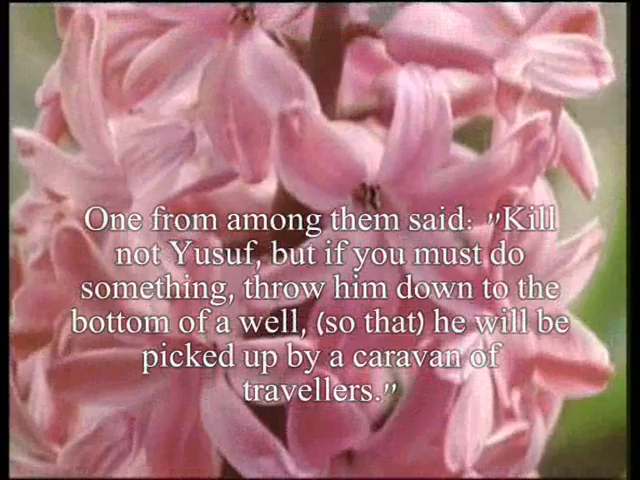 One from among them said: "Kill
not Yusuf, but if you must do
something, throw him down to the
bottom of a well, (so that) he will be
picked up by a caravan of
travellers."